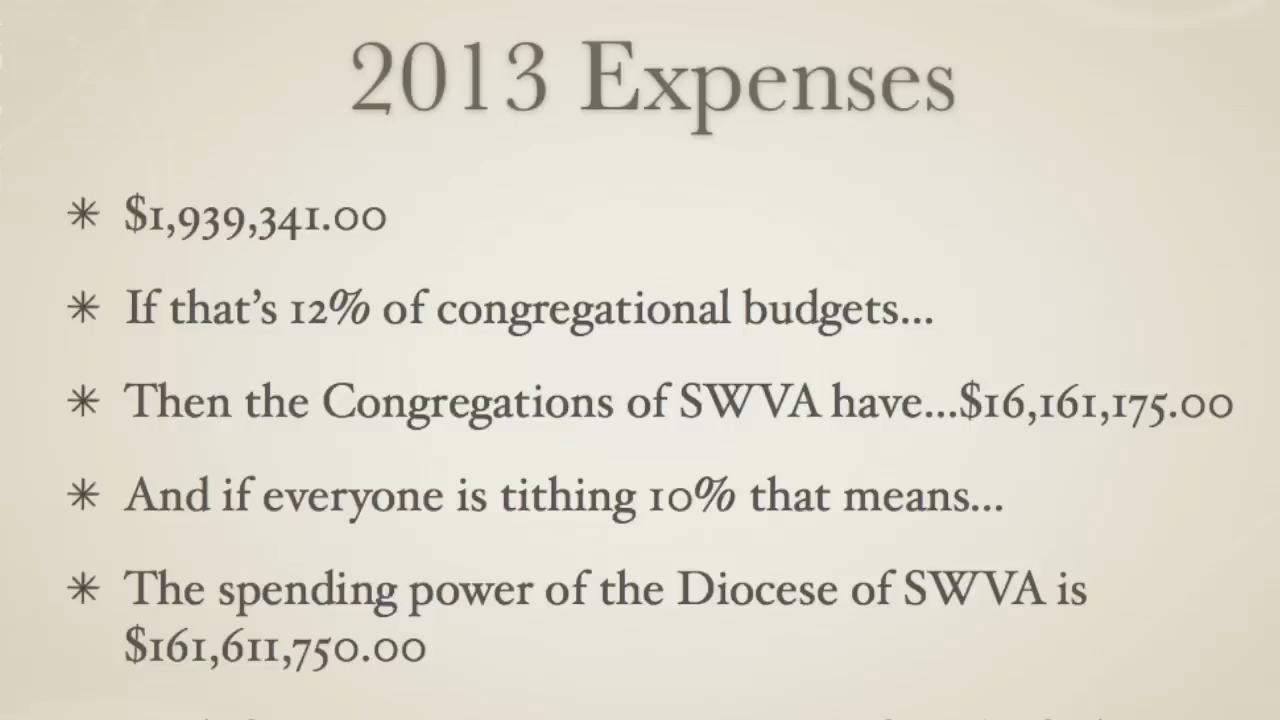 2013 Expenses
✳ $1,939,341.00
✳ If that's 12% of congregational budgets...
✳ Then the Congregations of SWVA have...$16,161,175.00
✳ And if everyone is tithing 10% that means...
✳ The spending power of the Diocese of SWVA is
$161,611,750.00